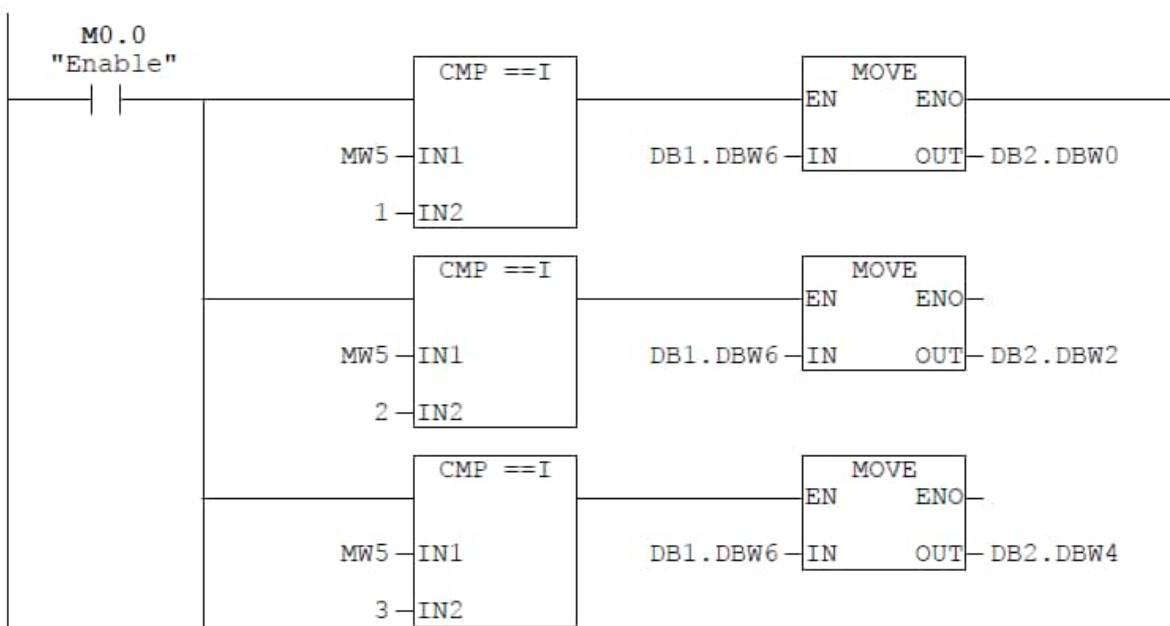 M0.0
"Enable"
CMP ==I
MOVE
EN ENO
MW5 IN1
DB1.DBW6 IN OUT DB2.DBW0
1 IN2
CMP ==I
MOVE
EN ENO
MW5 IN1
DB1.DBW6 IN OUT DB2.DBW2
2 IN2
CMP ==I
MOVE
EN ENO
MW5 IN1
DB1.DBW6 IN OUT DB2.DBW4
3 IN2